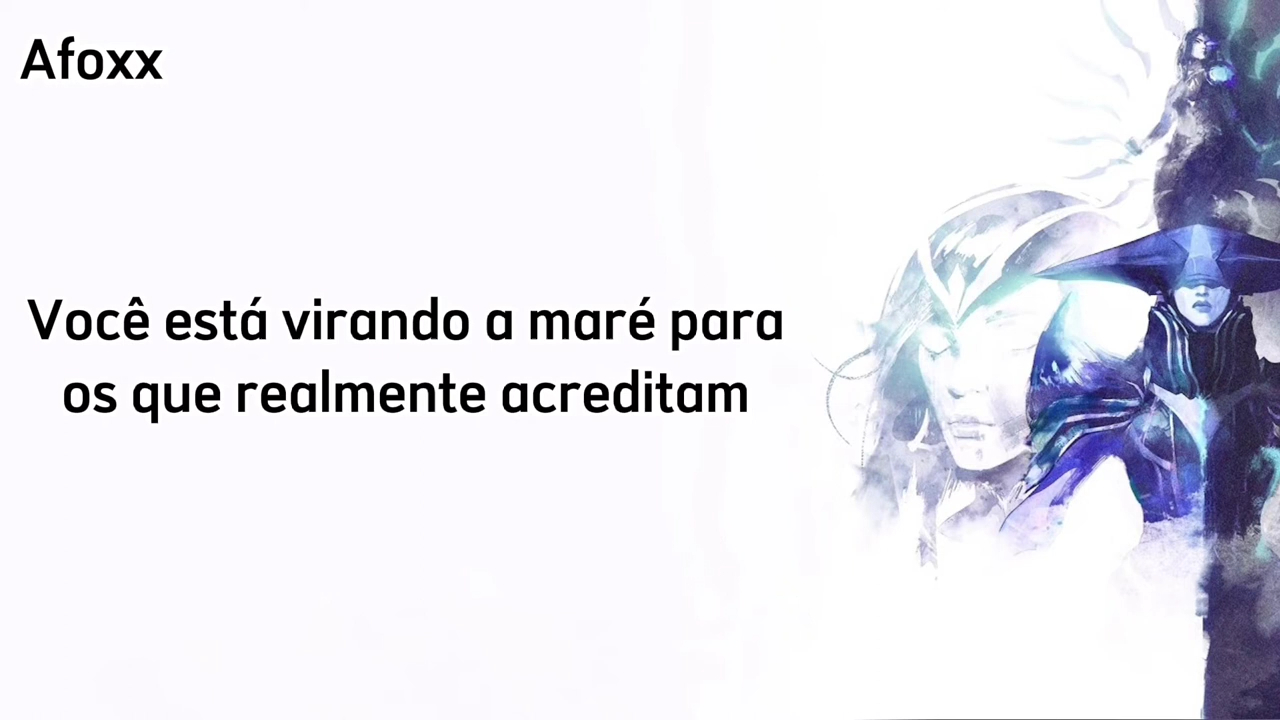 Afoxx
Você está virando a maré para
os que realmente acreditam